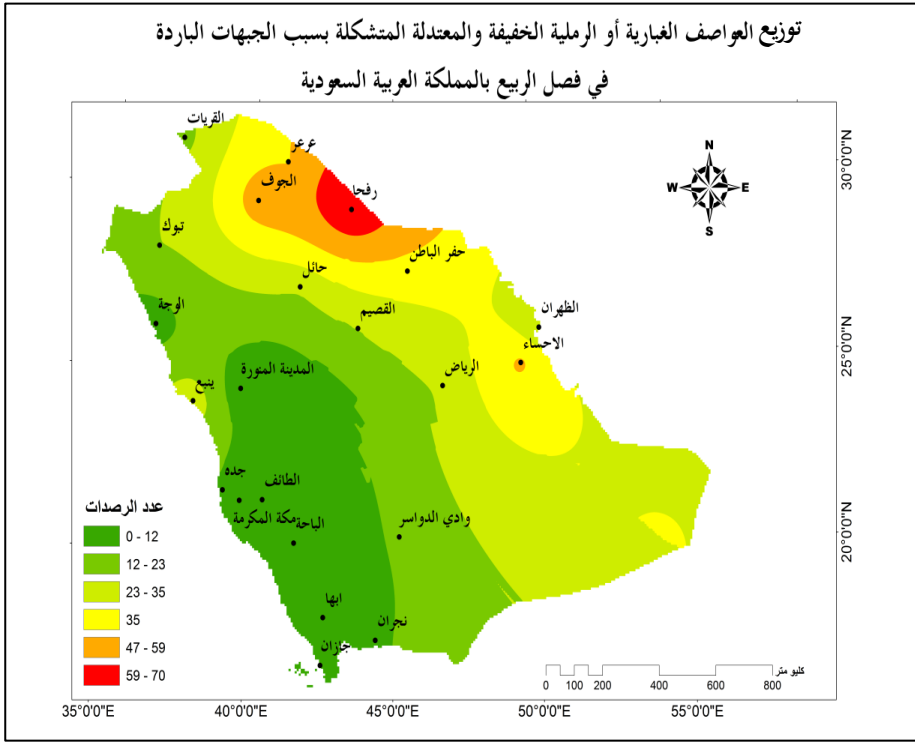 توزيع العواصف الغبارية أو الرملية الخفيفة والمعتدلة المتشكلة بسبب الجبهات الباردة
في فصل الربيع بالمملكة العربية السعودية
القريات
عرعر
الجوف
رفحا
تبوك
حفر الباطن
حائل
الوجة
القصيم
الظهران
الاحساء
المدينة المنورة
الرياض
ينبع
جده
الطائف
مكة المكرمة
الباحة
وادي الدواسر
ابها
نجران
جازان
N
W
E
S
30°0'0"N
25°0'0"N
20°0'0"N
عدد الرصدات
0 - 12
12 - 23
23 - 35
35
47 - 59
59 - 70
كليو متر
0 100 200 400 600 800
35°0'0"E 40°0'0"E 45°0'0"E 50°0'0"E 55°0'0"E